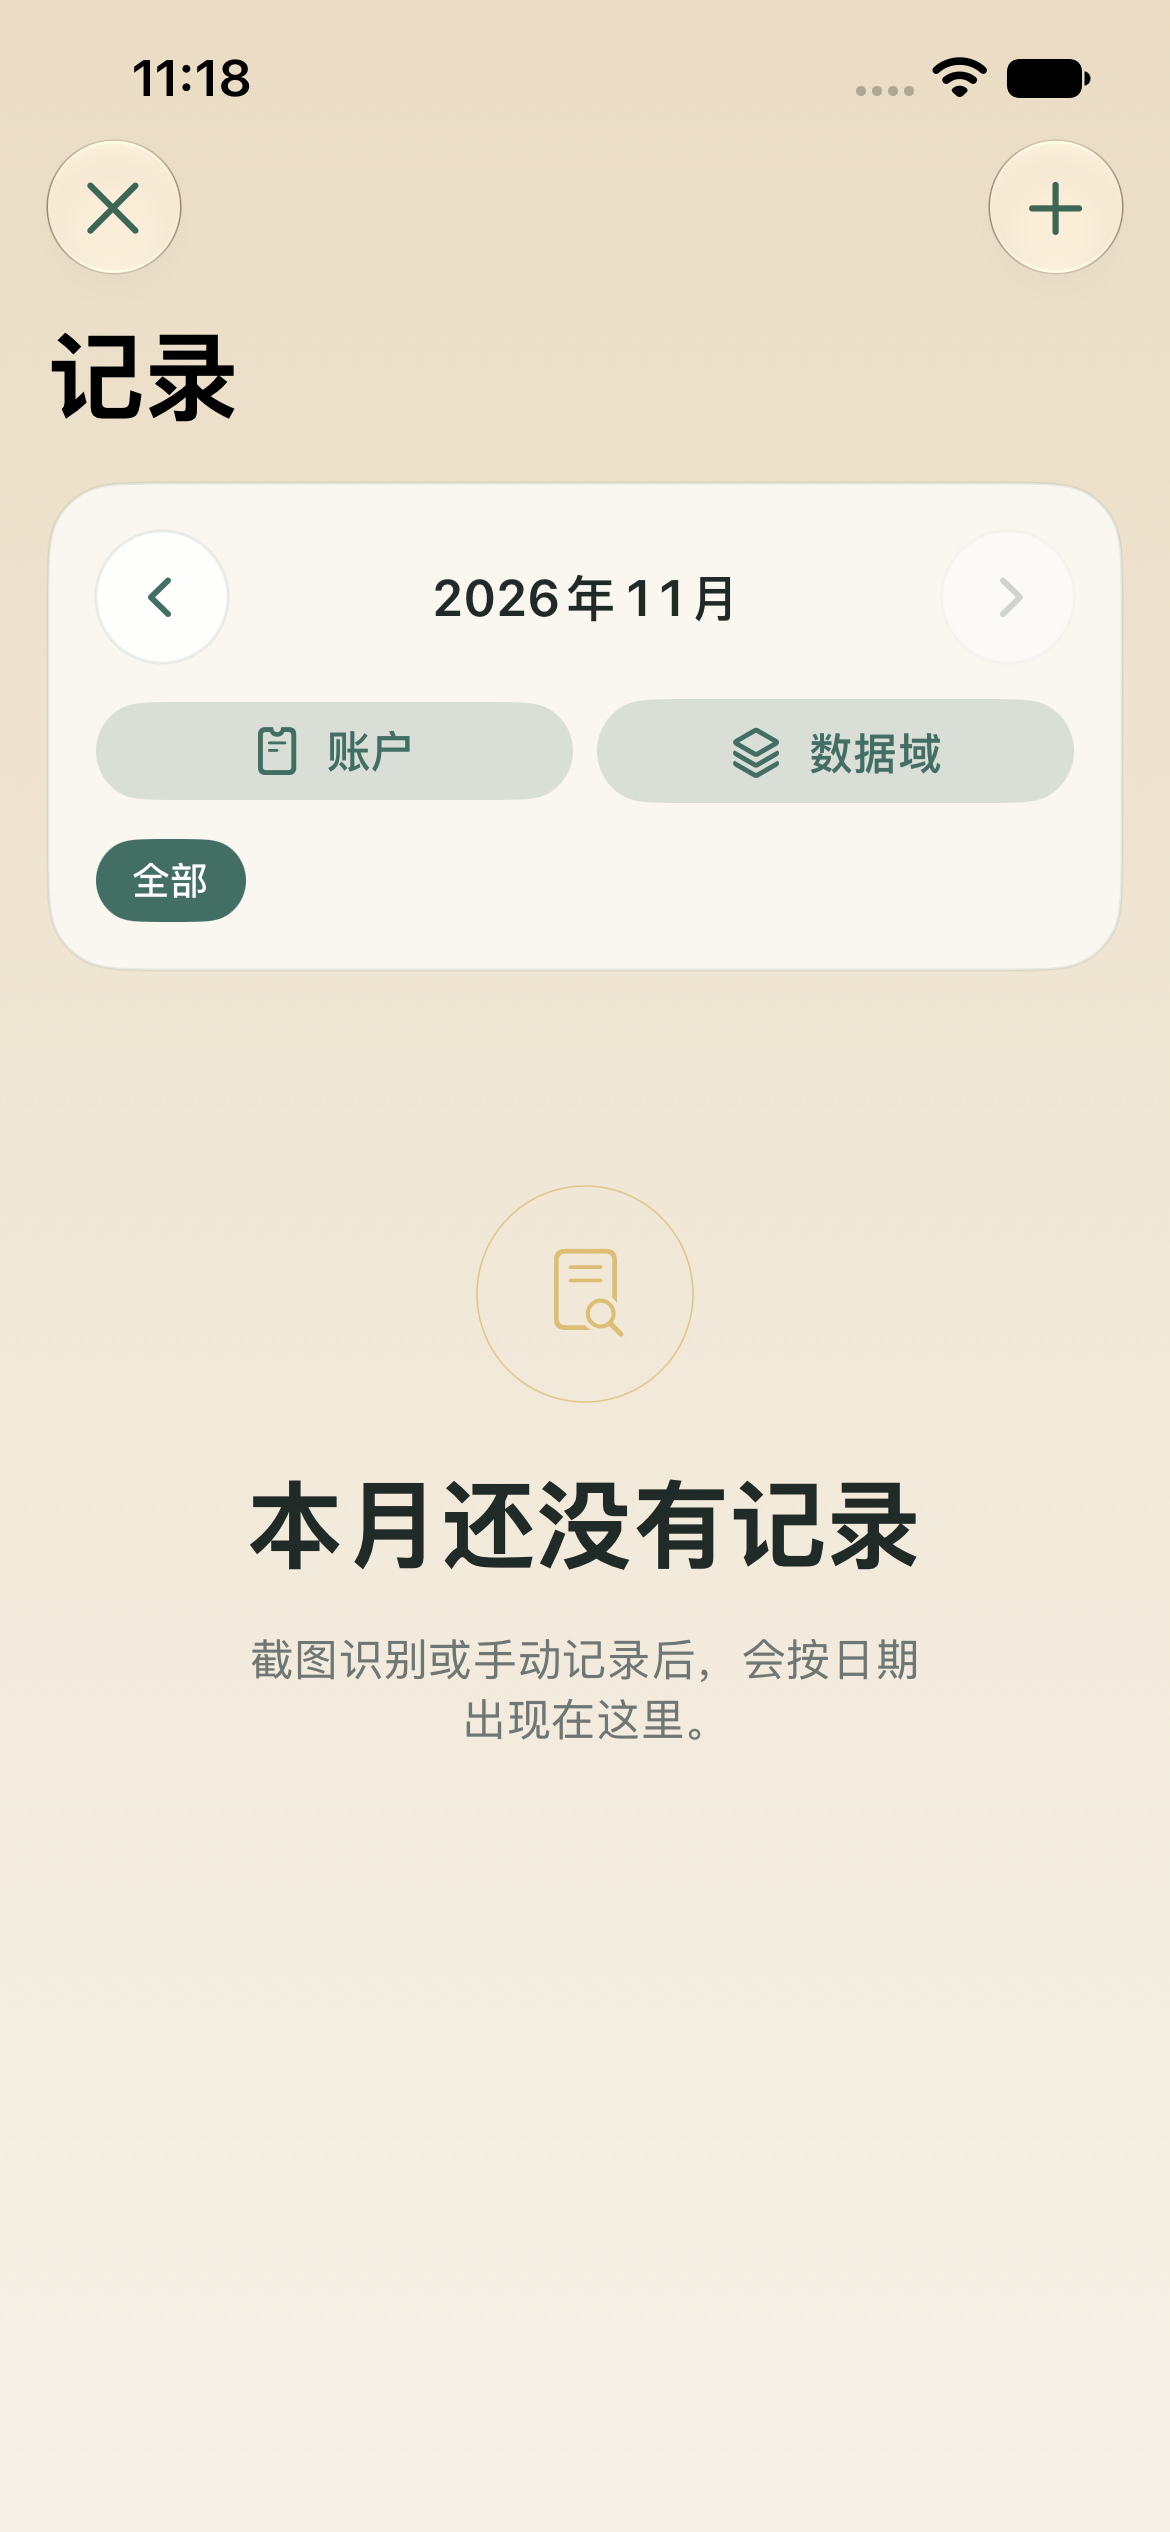 11:18
记录
2026年11月
账户
数据域
全部
本月还没有记录
截图识别或手动记录后，会按日期
出现在这里。